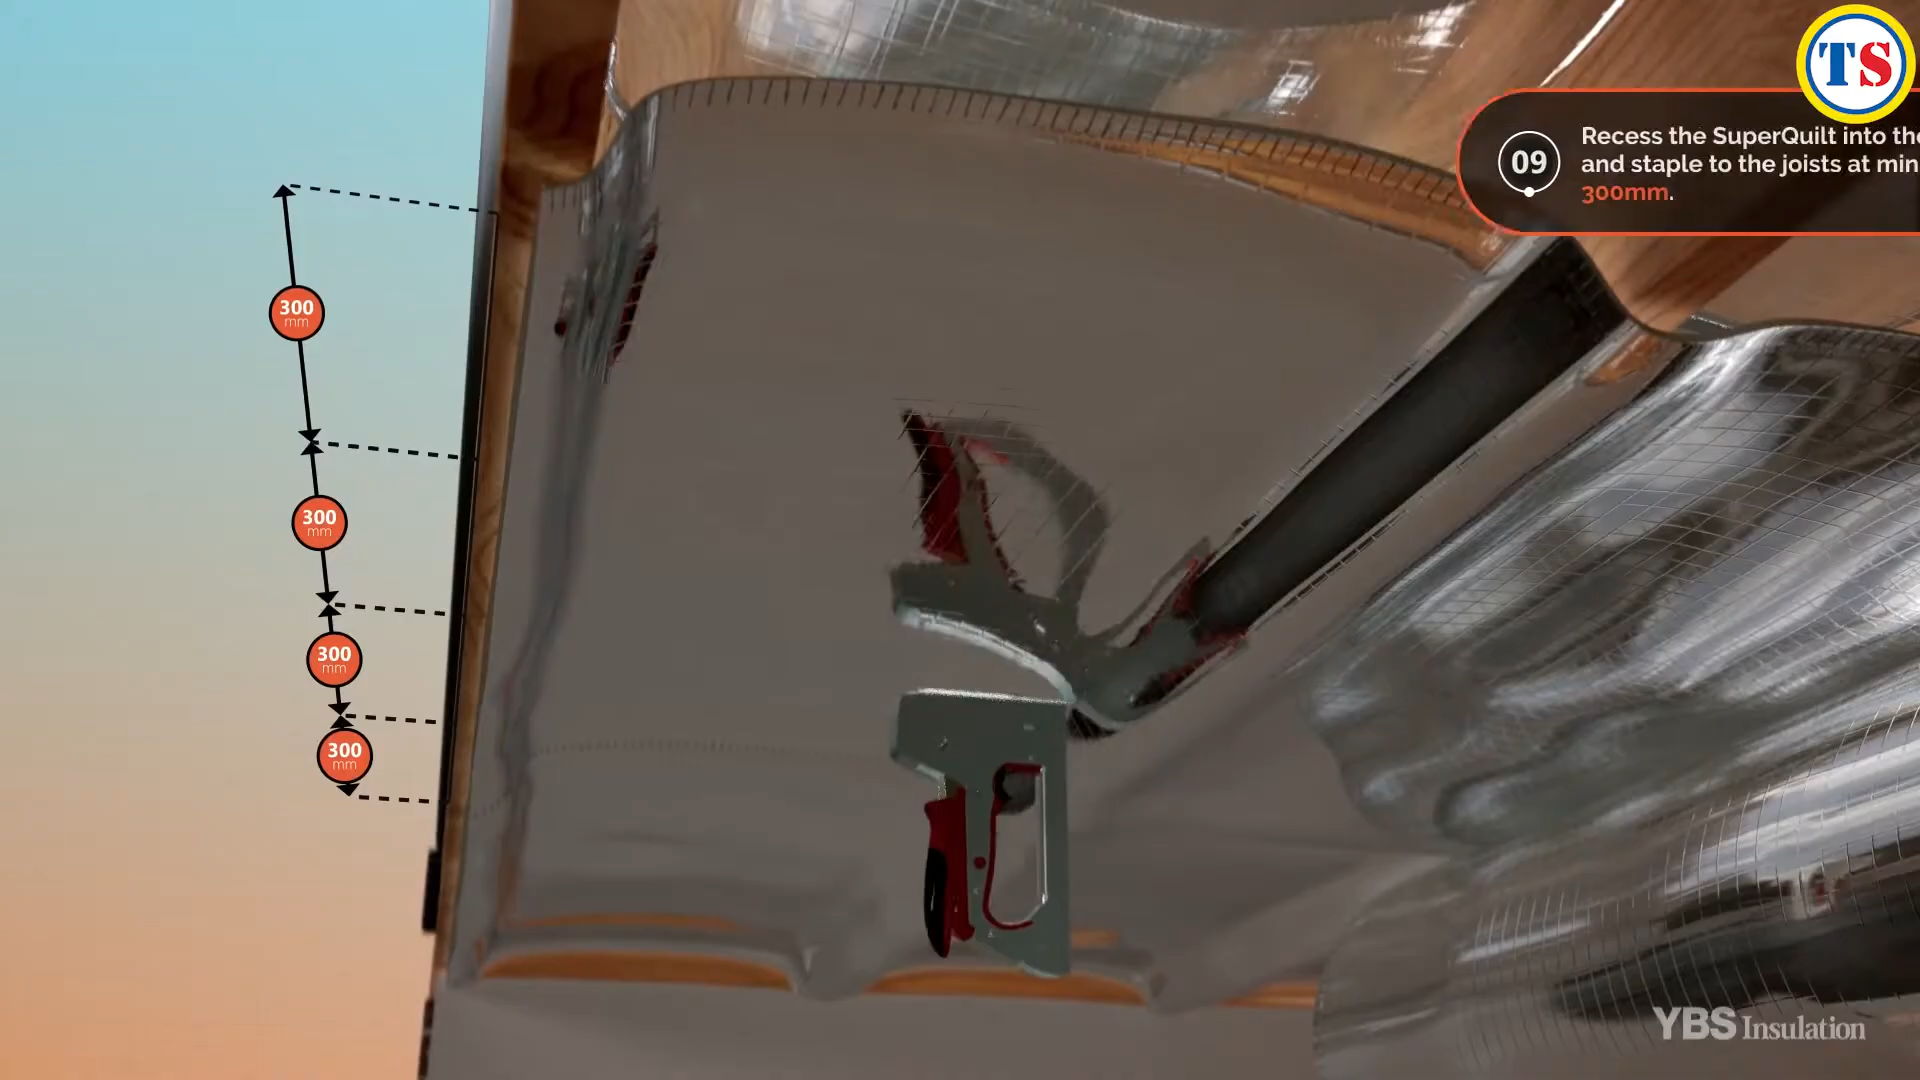 TS
Recess the SuperQuilt into the
09
and staple to the joists at min
300mm.
300
mm
300
mm
300
mm
300
mm
YBS Insulation